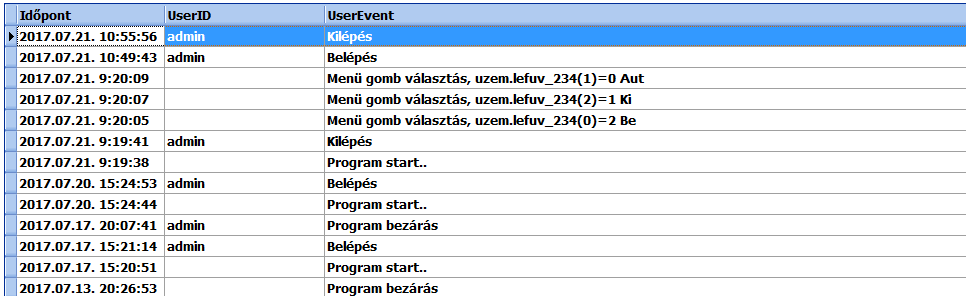 Időpont UserID UserEvent
2017.07.21. 10:55:56 admin Kilépés
2017.07.21. 10:49:43 admin Belépés
2017.07.21. 9:20:09 Menü gomb választás, uzem.lefuv_234(1)=0 Aut
2017.07.21. 9:20:07 Menü gomb választás, uzem.lefuv_234(2)=1 Ki
2017.07.21. 9:20:05 Menü gomb választás, uzem.lefuv_234(0)=2 Be
2017.07.21. 9:19:41 admin Kilépés
2017.07.21. 9:19:38 Program start..
2017.07.20. 15:24:53 admin Belépés
2017.07.20. 15:24:44 Program start..
2017.07.17. 20:07:41 admin Program bezárás
2017.07.17. 15:21:14 admin Belépés
2017.07.17. 15:20:51 Program start..
2017.07.13. 20:26:53 Program bezárás